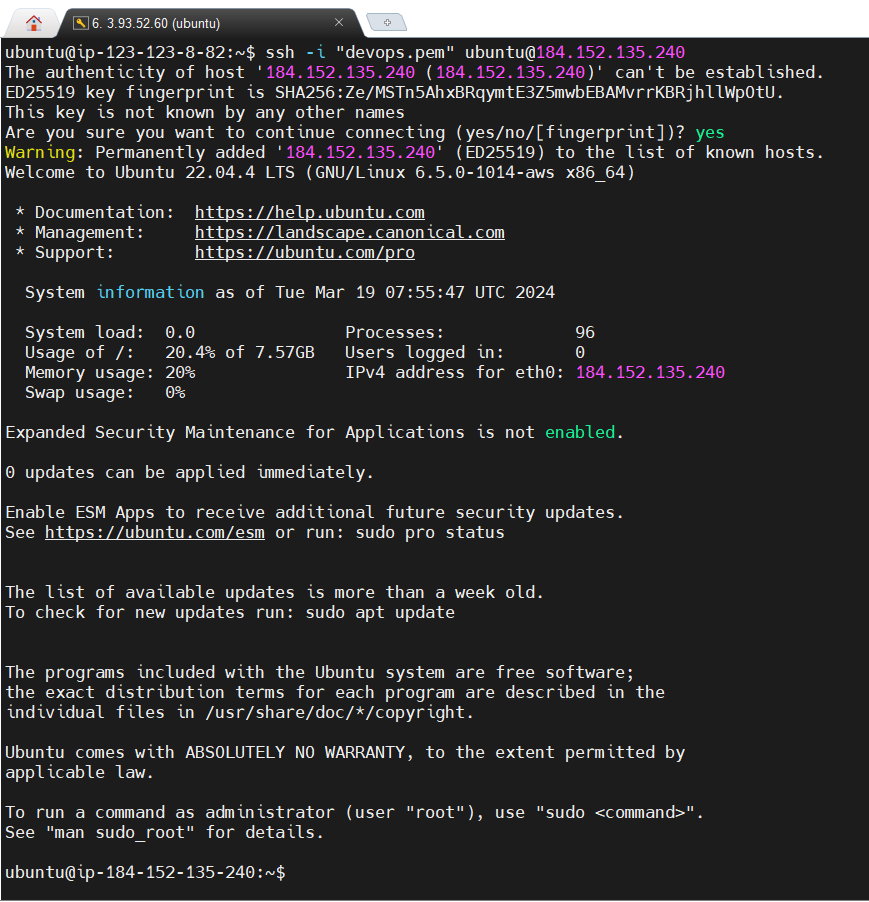 6. 3.93.52.60 (ubuntu)
ubuntu@ip-123-123-8-82:~$ ssh -i "devops.pem" ubuntu@184.152.135.240
The authenticity of host '184.152.135.240 (184.152.135.240)' can't be established.
ED25519 key fingerprint is SHA256:Ze/MSTn5AhxBRqymtE3Z5mwbEBAMvrrKBRjhllWpOtU.
This key is not known by any other names
Are you sure you want to continue connecting (yes/no/[fingerprint])? yes
Warning: Permanently added '184.152.135.240' (ED25519) to the list of known hosts.
Welcome to Ubuntu 22.04.4 LTS (GNU/Linux 6.5.0-1014-aws x86_64)
* Documentation:  https://help.ubuntu.com
* Management:     https://landscape.canonical.com
* Support:        https://ubuntu.com/pro
System information as of Tue Mar 19 07:55:47 UTC 2024
System load:  0.0               Processes:             96
Usage of /:   20.4% of 7.57GB   Users logged in:       0
Memory usage: 20%               IPv4 address for eth0: 184.152.135.240
Swap usage:   0%
Expanded Security Maintenance for Applications is not enabled.
0 updates can be applied immediately.
Enable ESM Apps to receive additional future security updates.
See https://ubuntu.com/esm or run: sudo pro status
The list of available updates is more than a week old.
To check for new updates run: sudo apt update
The programs included with the Ubuntu system are free software;
the exact distribution terms for each program are described in the
individual files in /usr/share/doc/*/copyright.
Ubuntu comes with ABSOLUTELY NO WARRANTY, to the extent permitted by
applicable law.
To run a command as administrator (user "root"), use "sudo <command>".
See "man sudo_root" for details.
ubuntu@ip-184-152-135-240:~$